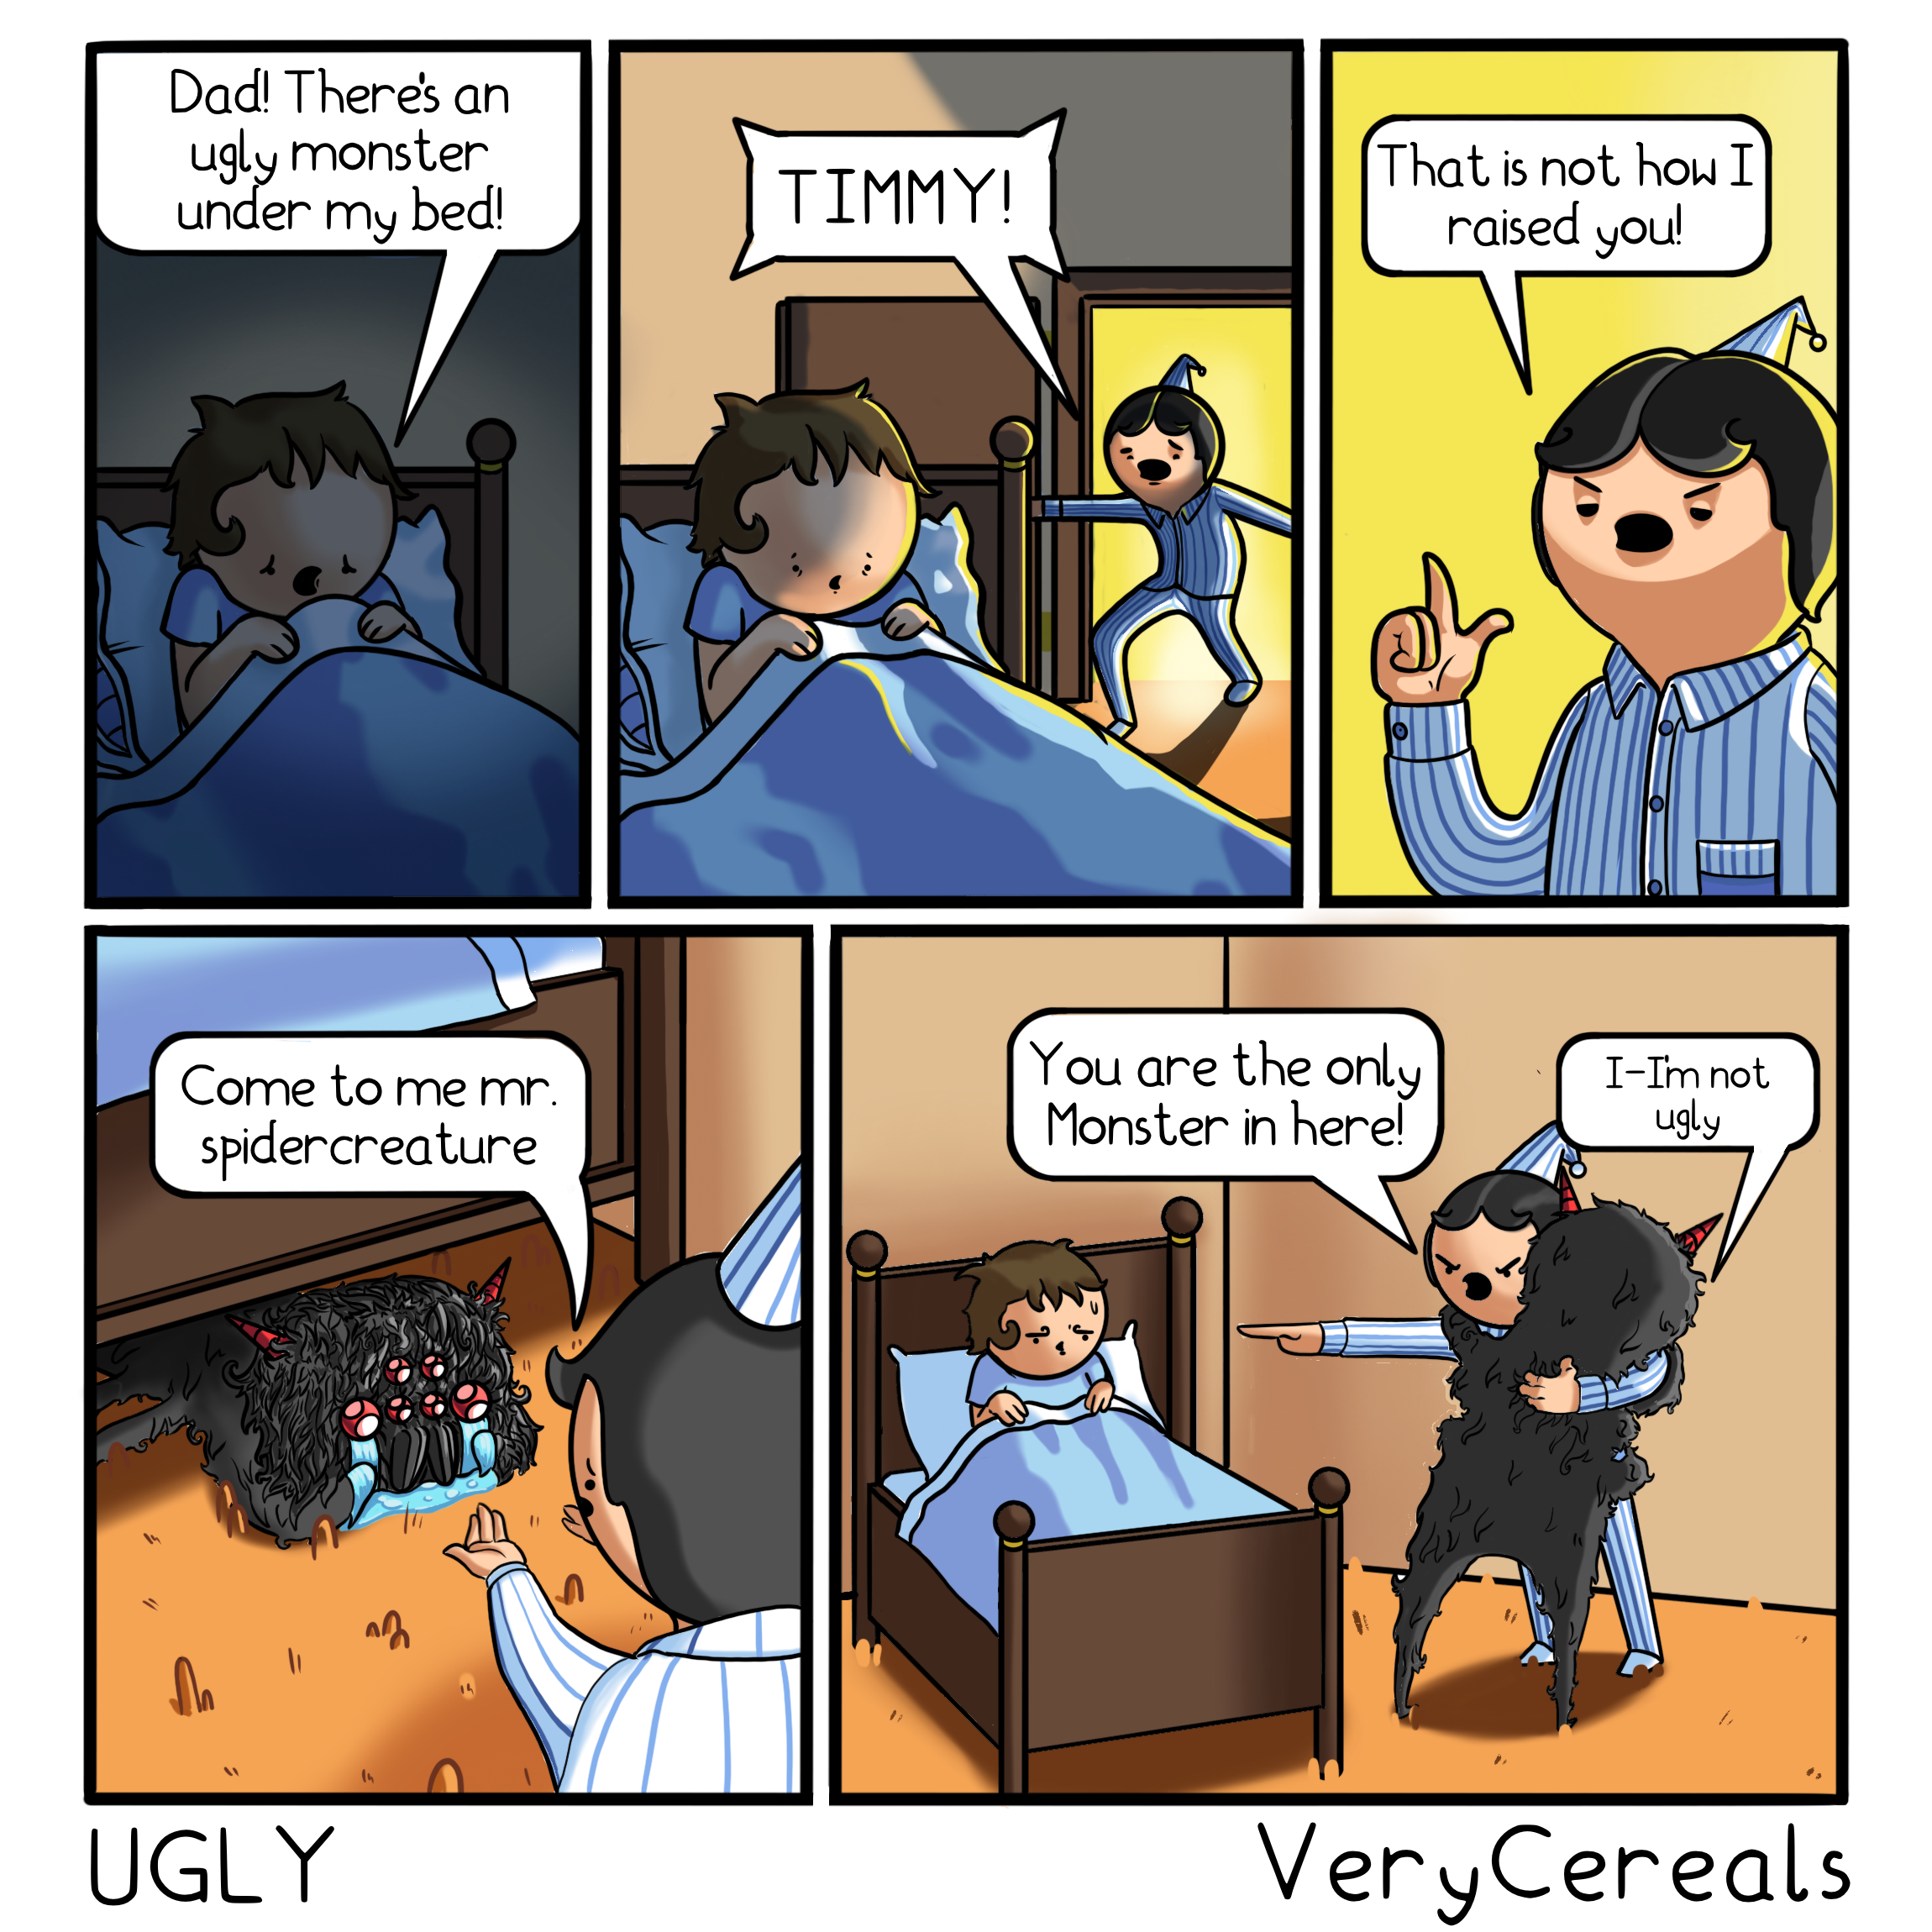 Dad! There's an
ugly monster
under my bed!
TIMMY!
That is not how I
raised you!
Come to me mr.
spidercreature
You are the only
Monster in here!
I-I'm not
ugly
UGLY
VeryCereals